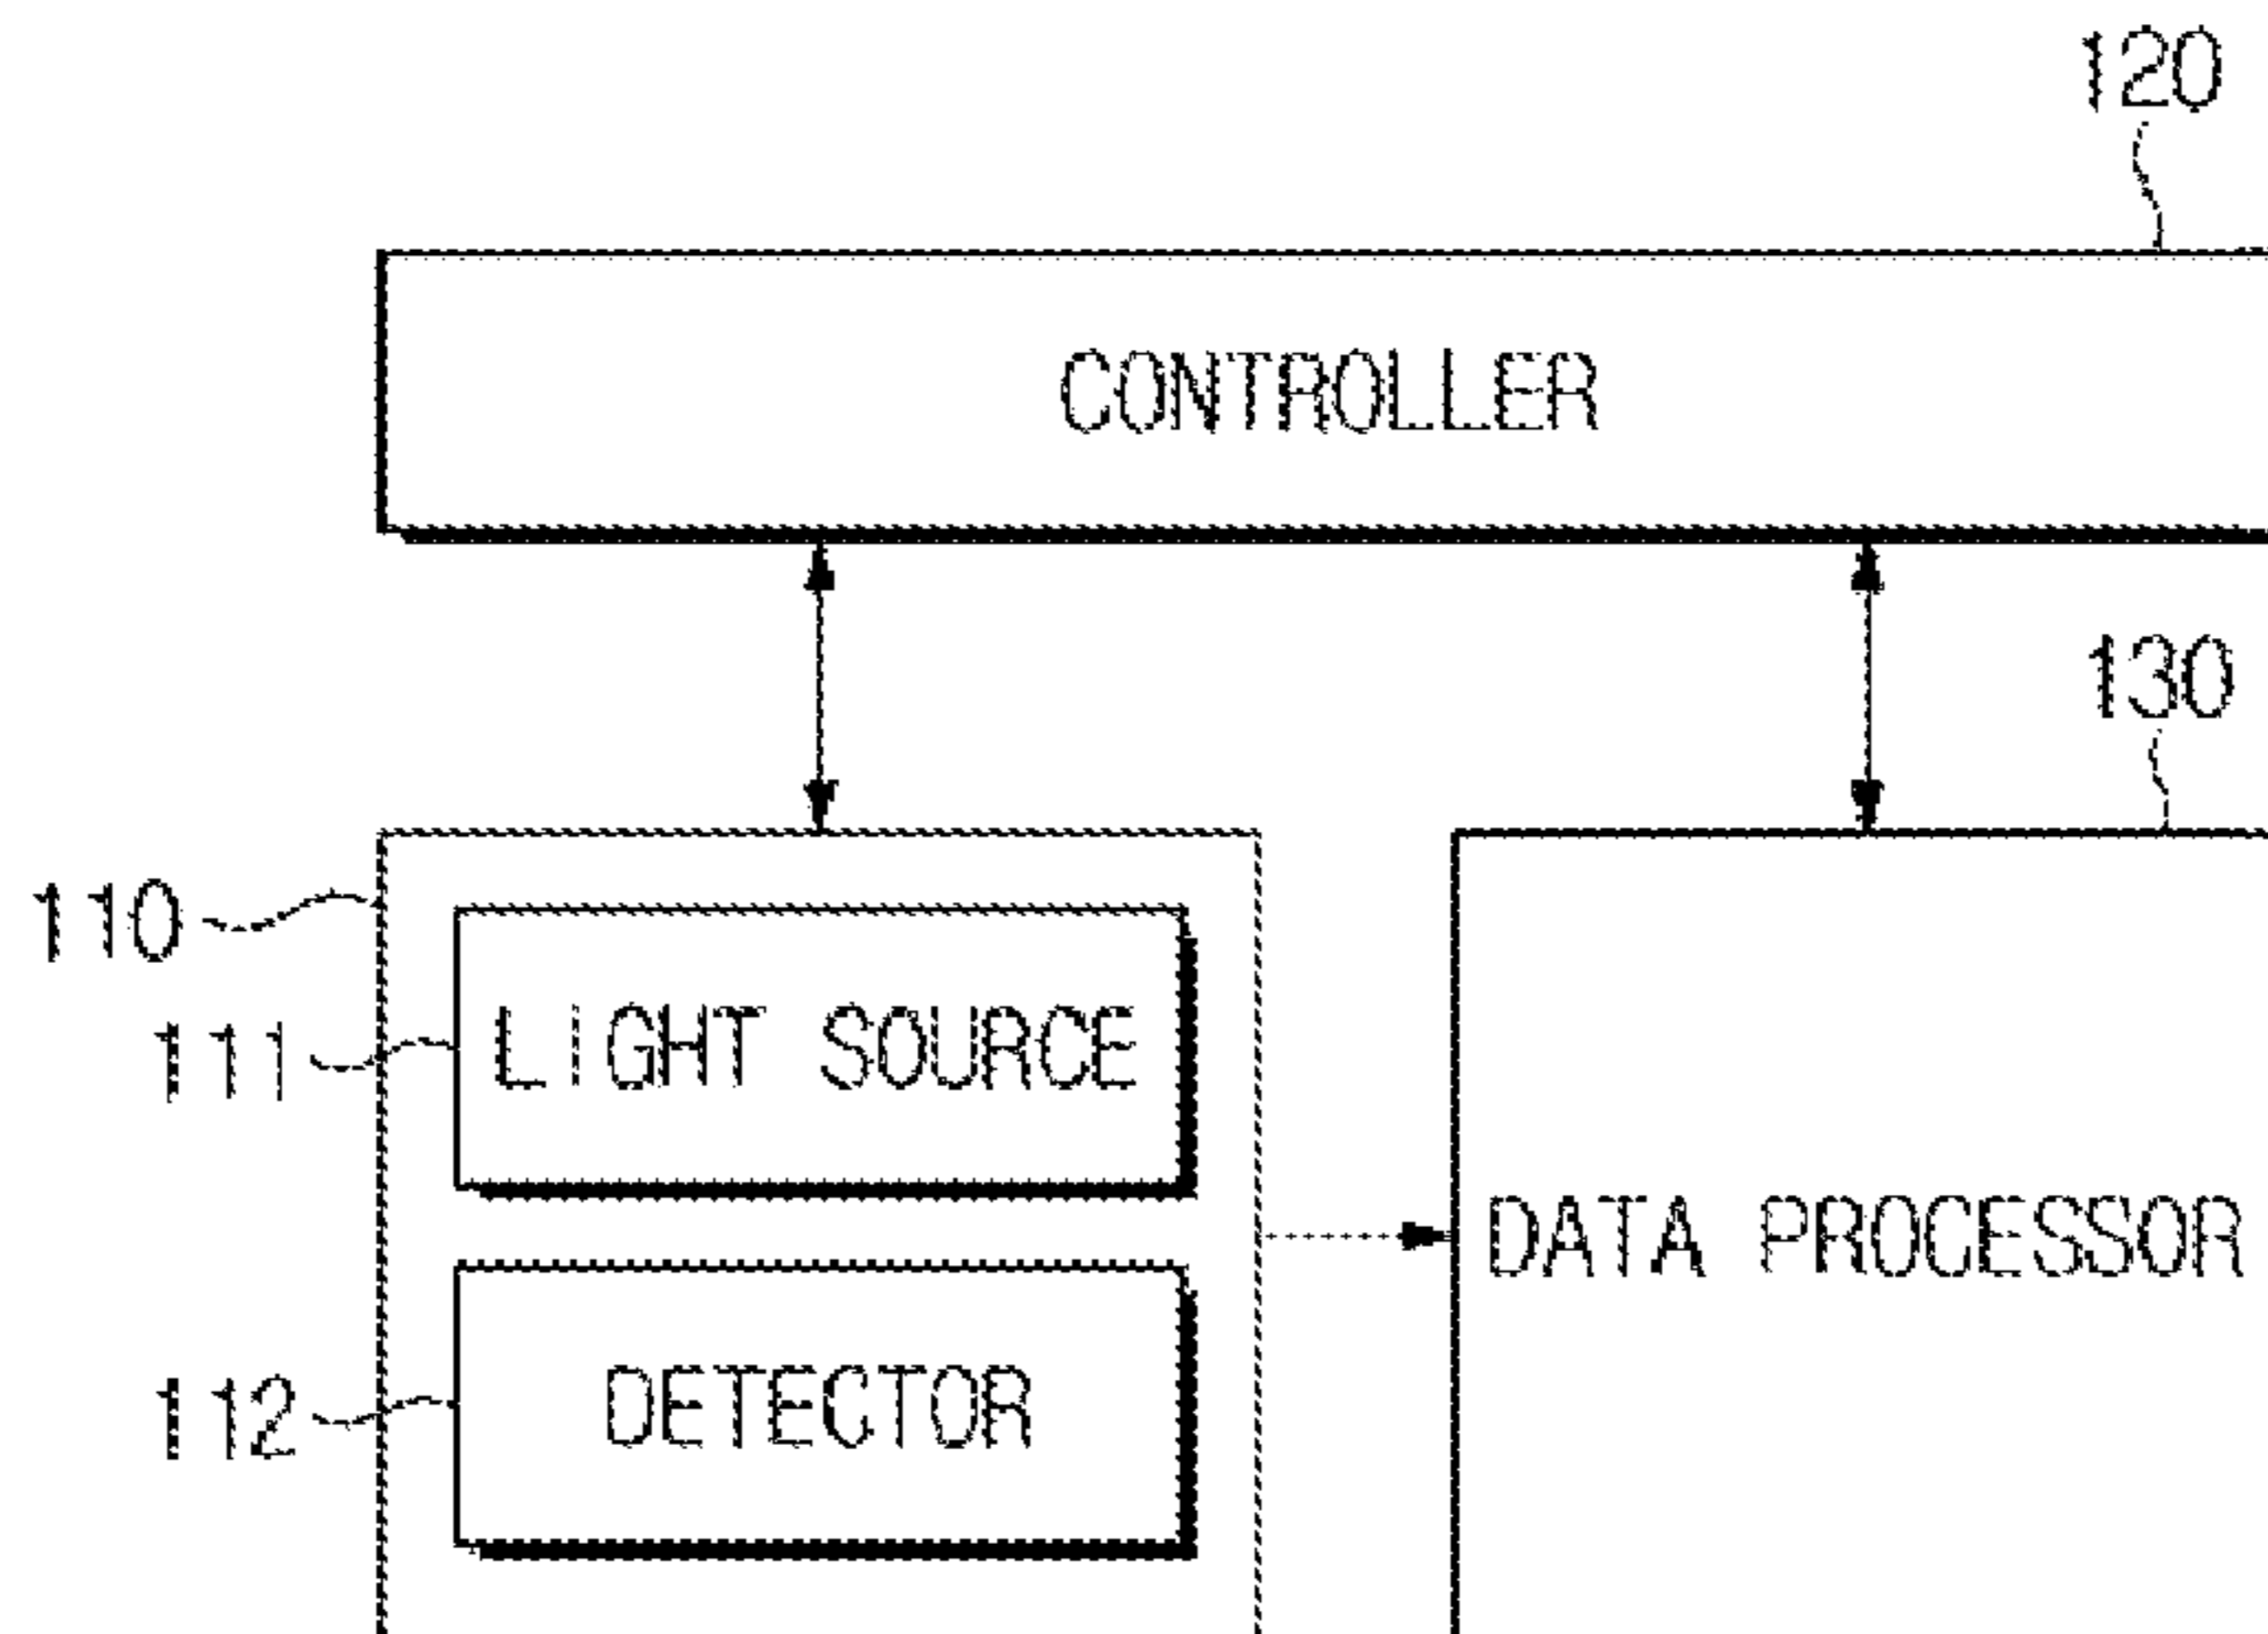 120
CONTROLLER
130
110
111
LIGHT SOURCE
DATA PROCESSOR
112
DETECTOR